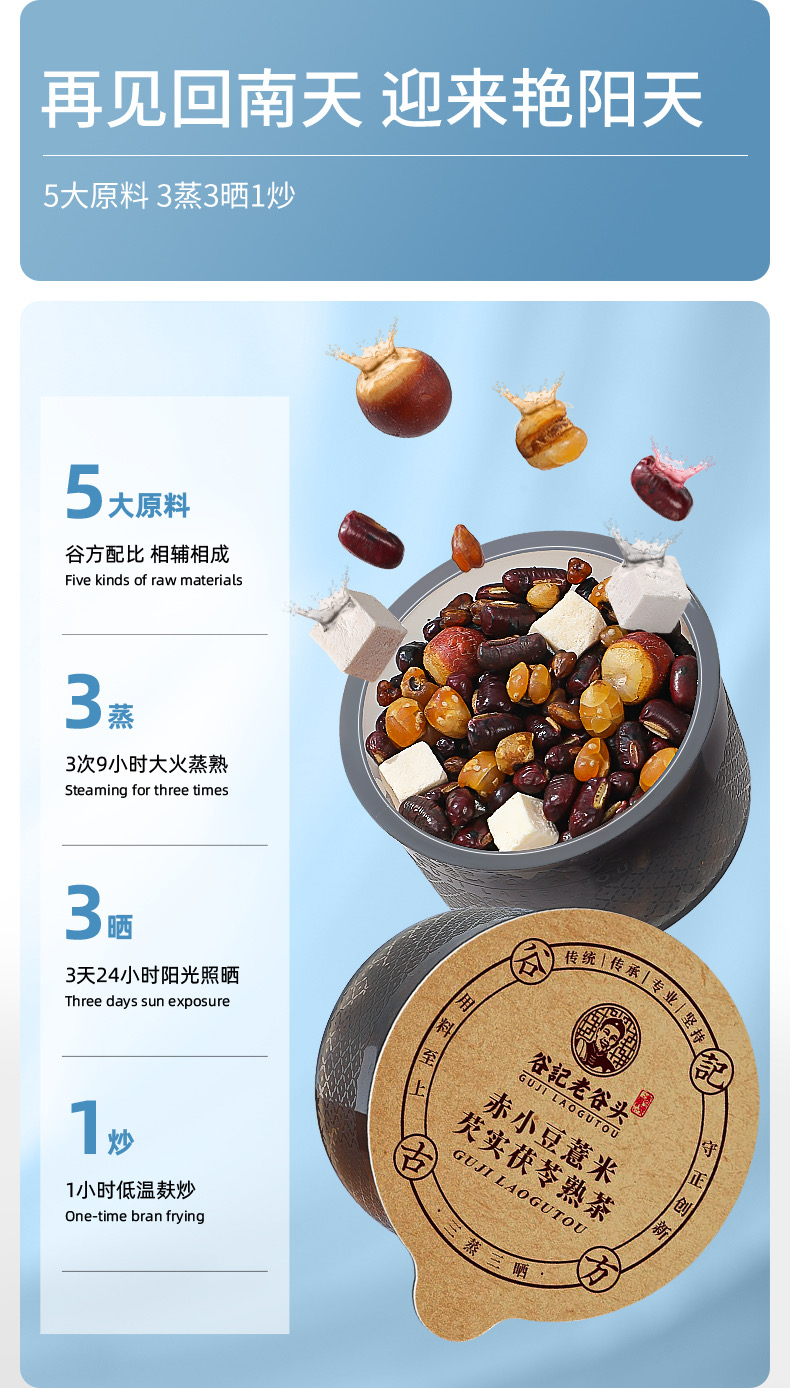 再见回南天 迎来艳阳天
5大原料 3蒸3晒1炒
5大原料
谷方配比 相辅相成
Five kinds of raw materials
3蒸
3次9小时大火蒸熟
Steaming for three times
3晒
3天24小时阳光照晒
Three days sun exposure
1炒
1小时低温麸炒
One-time bran frying
谷記古方
传统|传承|专业|坚持
守正创新
·三蒸三晒·
用料至上
谷記老谷头
GUJI LAOGUTOU
赤小豆薏米
芡实茯苓熟茶
GUJI LAOGUTOU